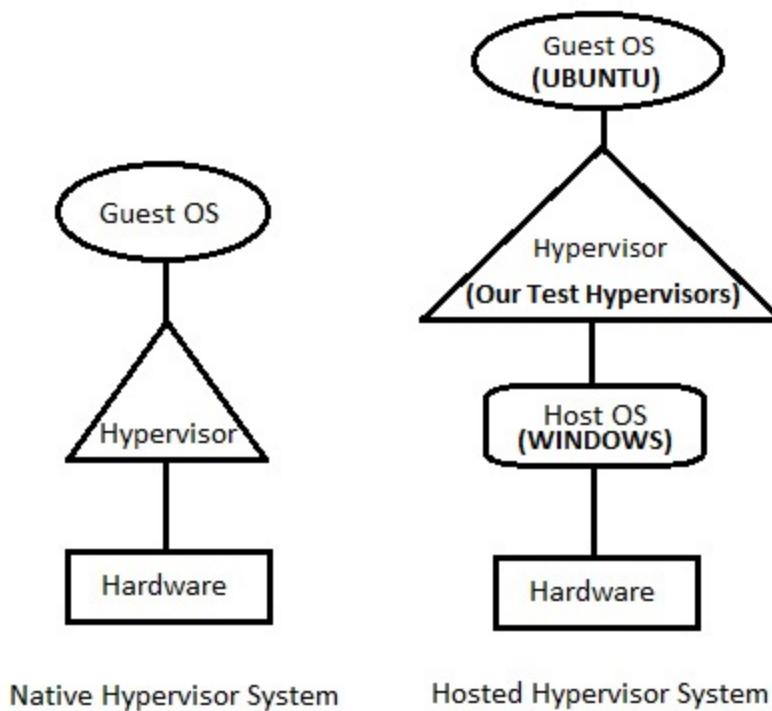 Guest OS
Hypervisor
Hardware
Native Hypervisor System
Guest OS
(UBUNTU)
Hypervisor
(Our Test Hypervisors)
Host OS
(WINDOWS)
Hardware
Hosted Hypervisor System